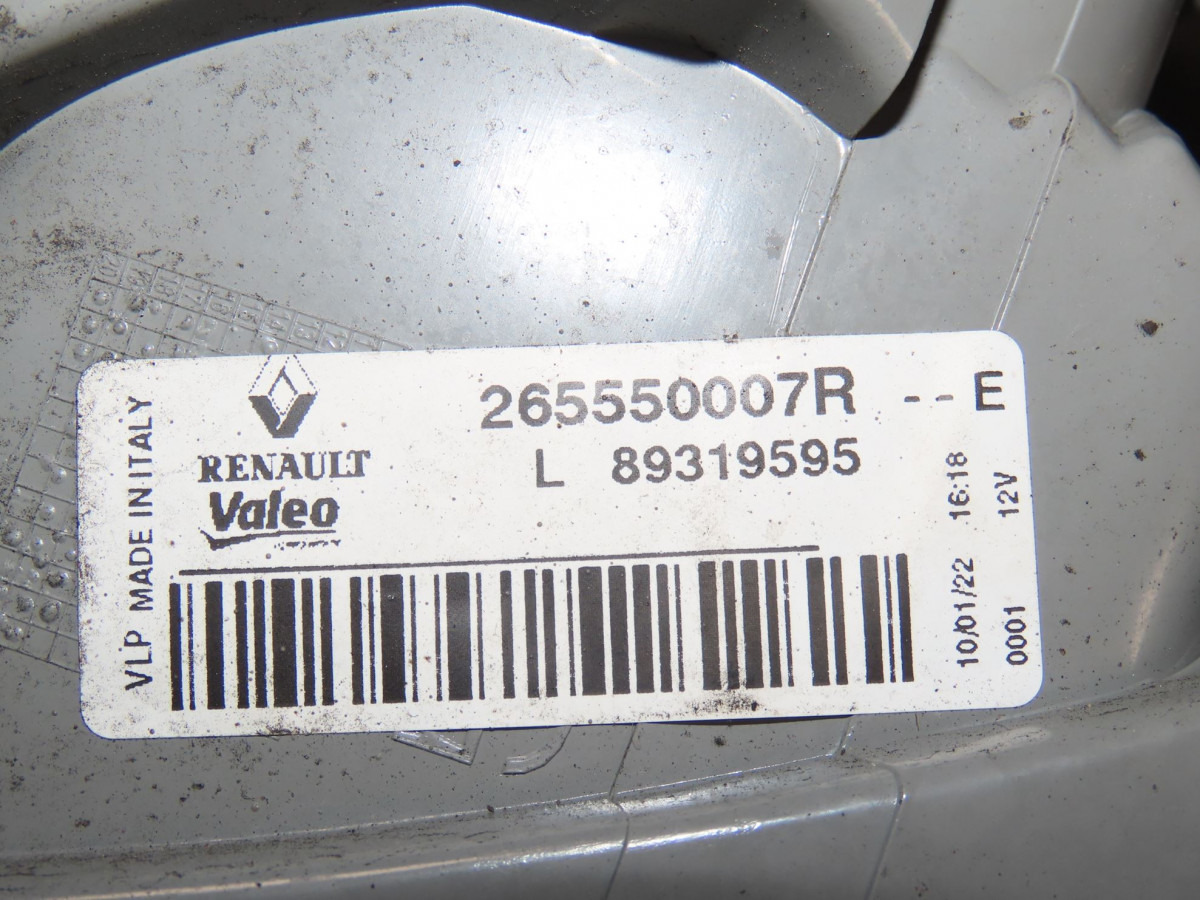 265550007R -- E
L 89319595
RENAULT
Valeo
VLP MADE IN ITALY
10/01/22 16:18
0001 12V